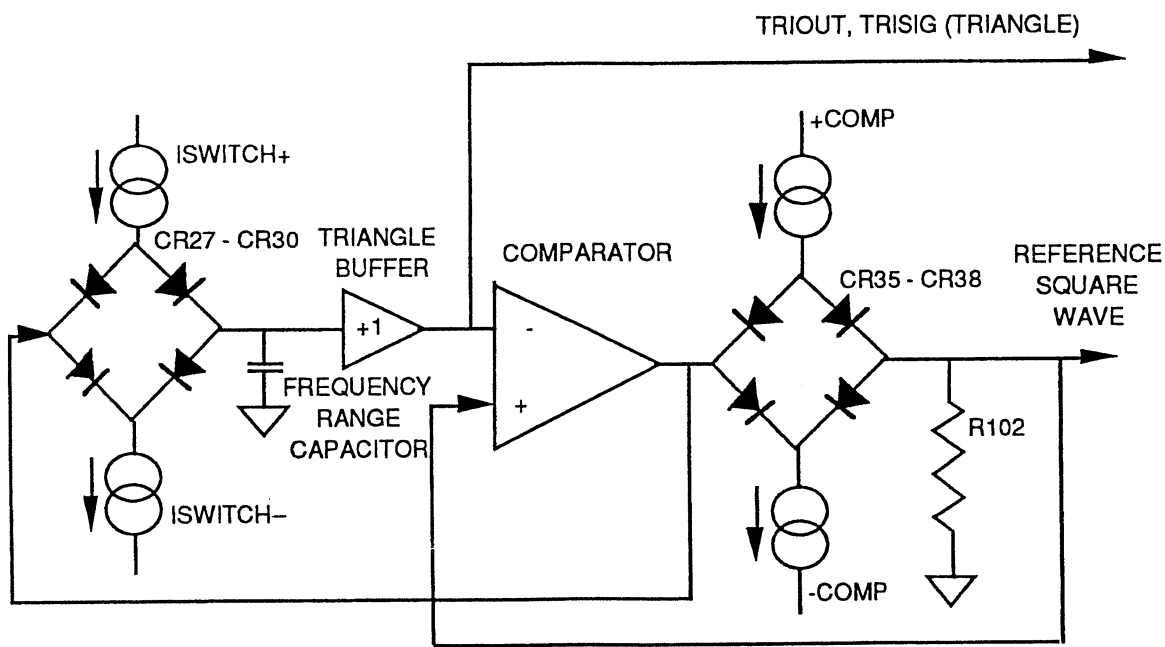 TRIOUT, TRISIG (TRIANGLE)
+COMP
ISWITCH+
CR27 - CR30
TRIANGLE
BUFFER
COMPARATOR
CR35 - CR38
REFERENCE
SQUARE
WAVE
+1
-
+
FREQUENCY
RANGE
CAPACITOR
R102
ISWITCH–
-COMP